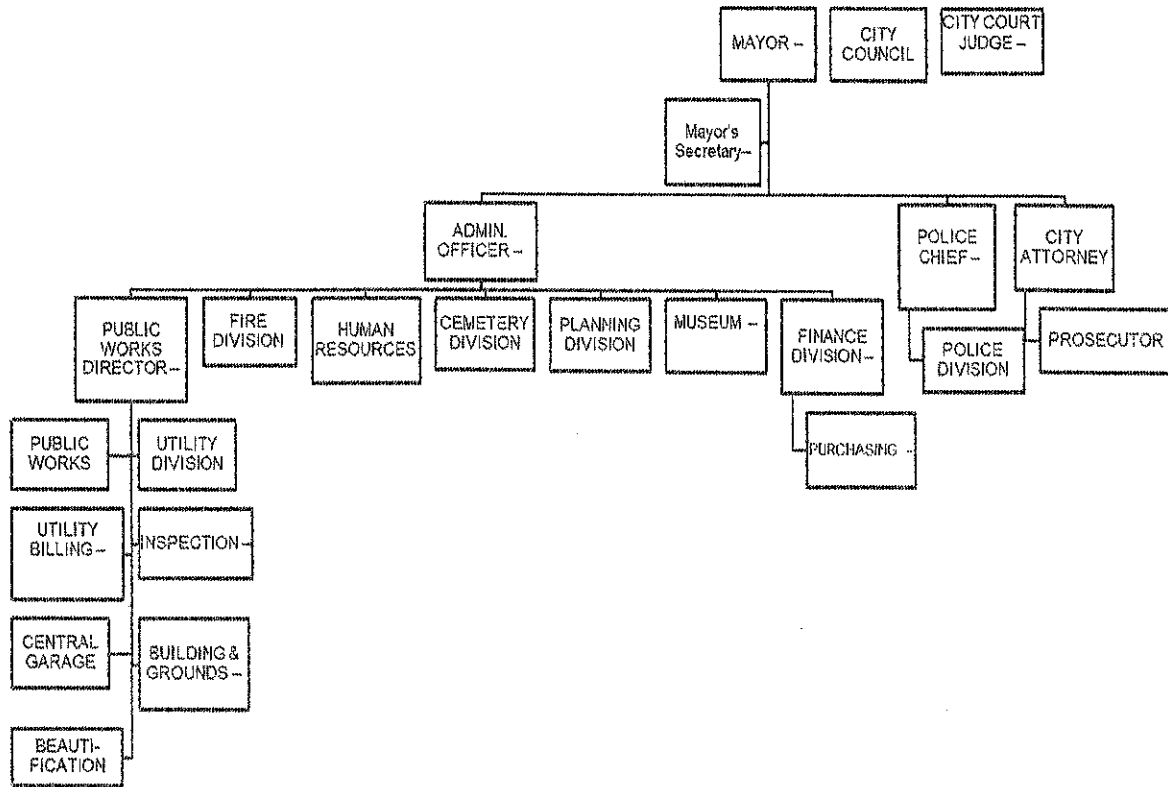 MAYOR –
CITY
COUNCIL
CITY COURT
JUDGE –
Mayor's
Secretary–
ADMIN.
OFFICER –
POLICE
CHIEF –
CITY
ATTORNEY
PUBLIC
WORKS
DIRECTOR–
FIRE
DIVISION
HUMAN
RESOURCES
CEMETERY
DIVISION
PLANNING
DIVISION
MUSEUM –
FINANCE
DIVISION–
POLICE
DIVISION
PROSECUTOR
PUBLIC
WORKS
UTILITY
DIVISION
PURCHASING –
UTILITY
BILLING–
INSPECTION–
CENTRAL
GARAGE
BUILDING &
GROUNDS –
BEAUTI-
FICATION